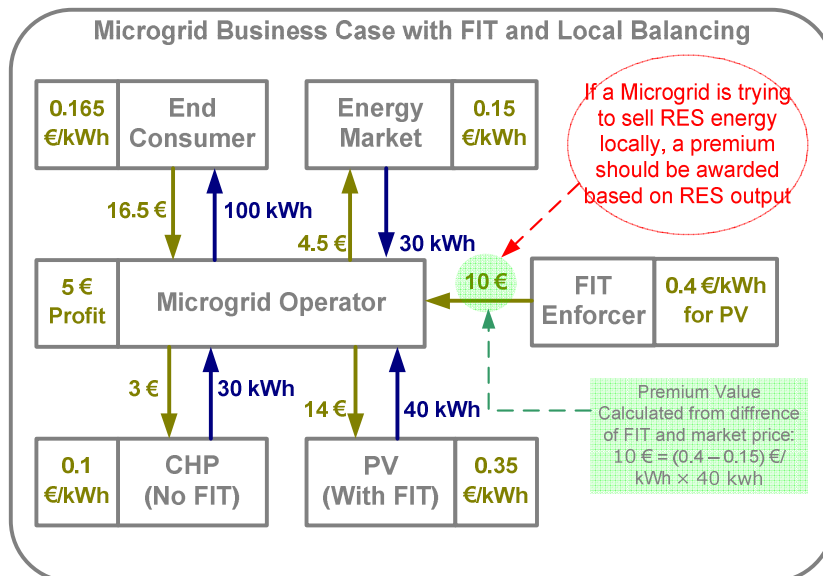 Microgrid Business Case with FIT and Local Balancing
0.165
€/kWh
End
Consumer
Energy
Market
0.15
€/kWh
If a Microgrid is trying
to sell RES energy
locally, a premium
should be awarded
based on RES output
16.5 €
100 kWh
4.5 €
30 kWh
5 €
Profit
Microgrid Operator
10 €
FIT
Enforcer
0.4 €/kWh
for PV
3 €
30 kWh
14 €
40 kWh
0.1
€/kWh
CHP
(No FIT)
PV
(With FIT)
0.35
€/kWh
Premium Value
Calculated from diffrence
of FIT and market price:
10 € = (0.4 – 0.15) €/
kWh × 40 kwh